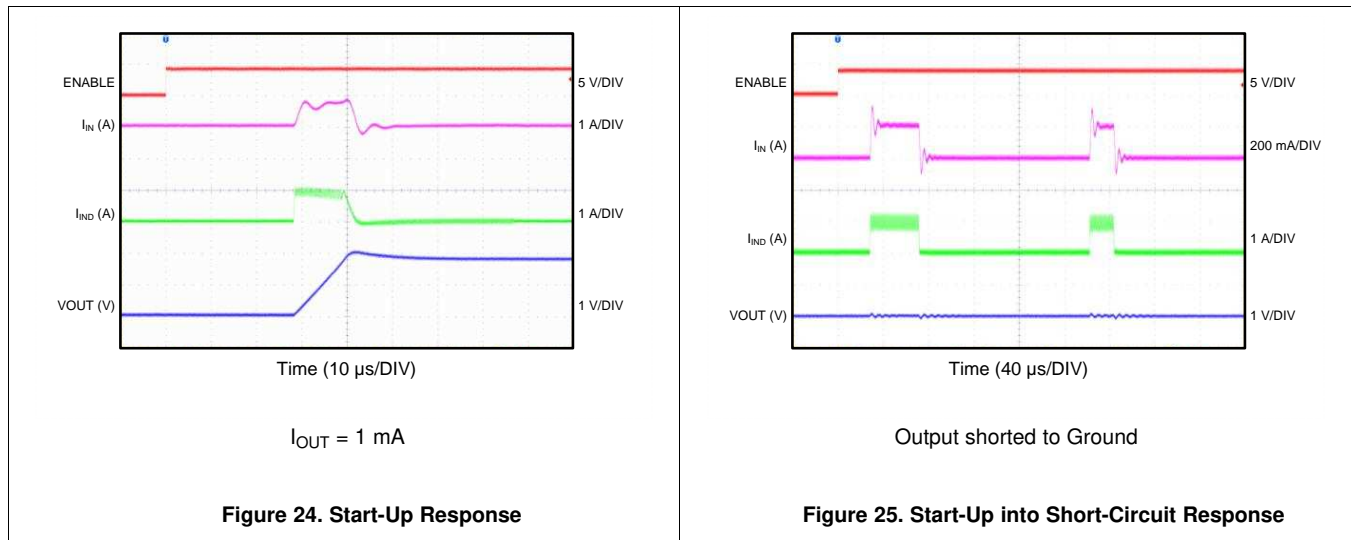 ENABLE
5 V/DIV
I_IN (A)
1 A/DIV
I_IND (A)
1 A/DIV
VOUT (V)
1 V/DIV
Time (10 µs/DIV)
I_OUT = 1 mA
Figure 24. Start-Up Response
ENABLE
5 V/DIV
I_IN (A)
200 mA/DIV
I_IND (A)
1 A/DIV
VOUT (V)
1 V/DIV
Time (40 µs/DIV)
Output shorted to Ground
Figure 25. Start-Up into Short-Circuit Response